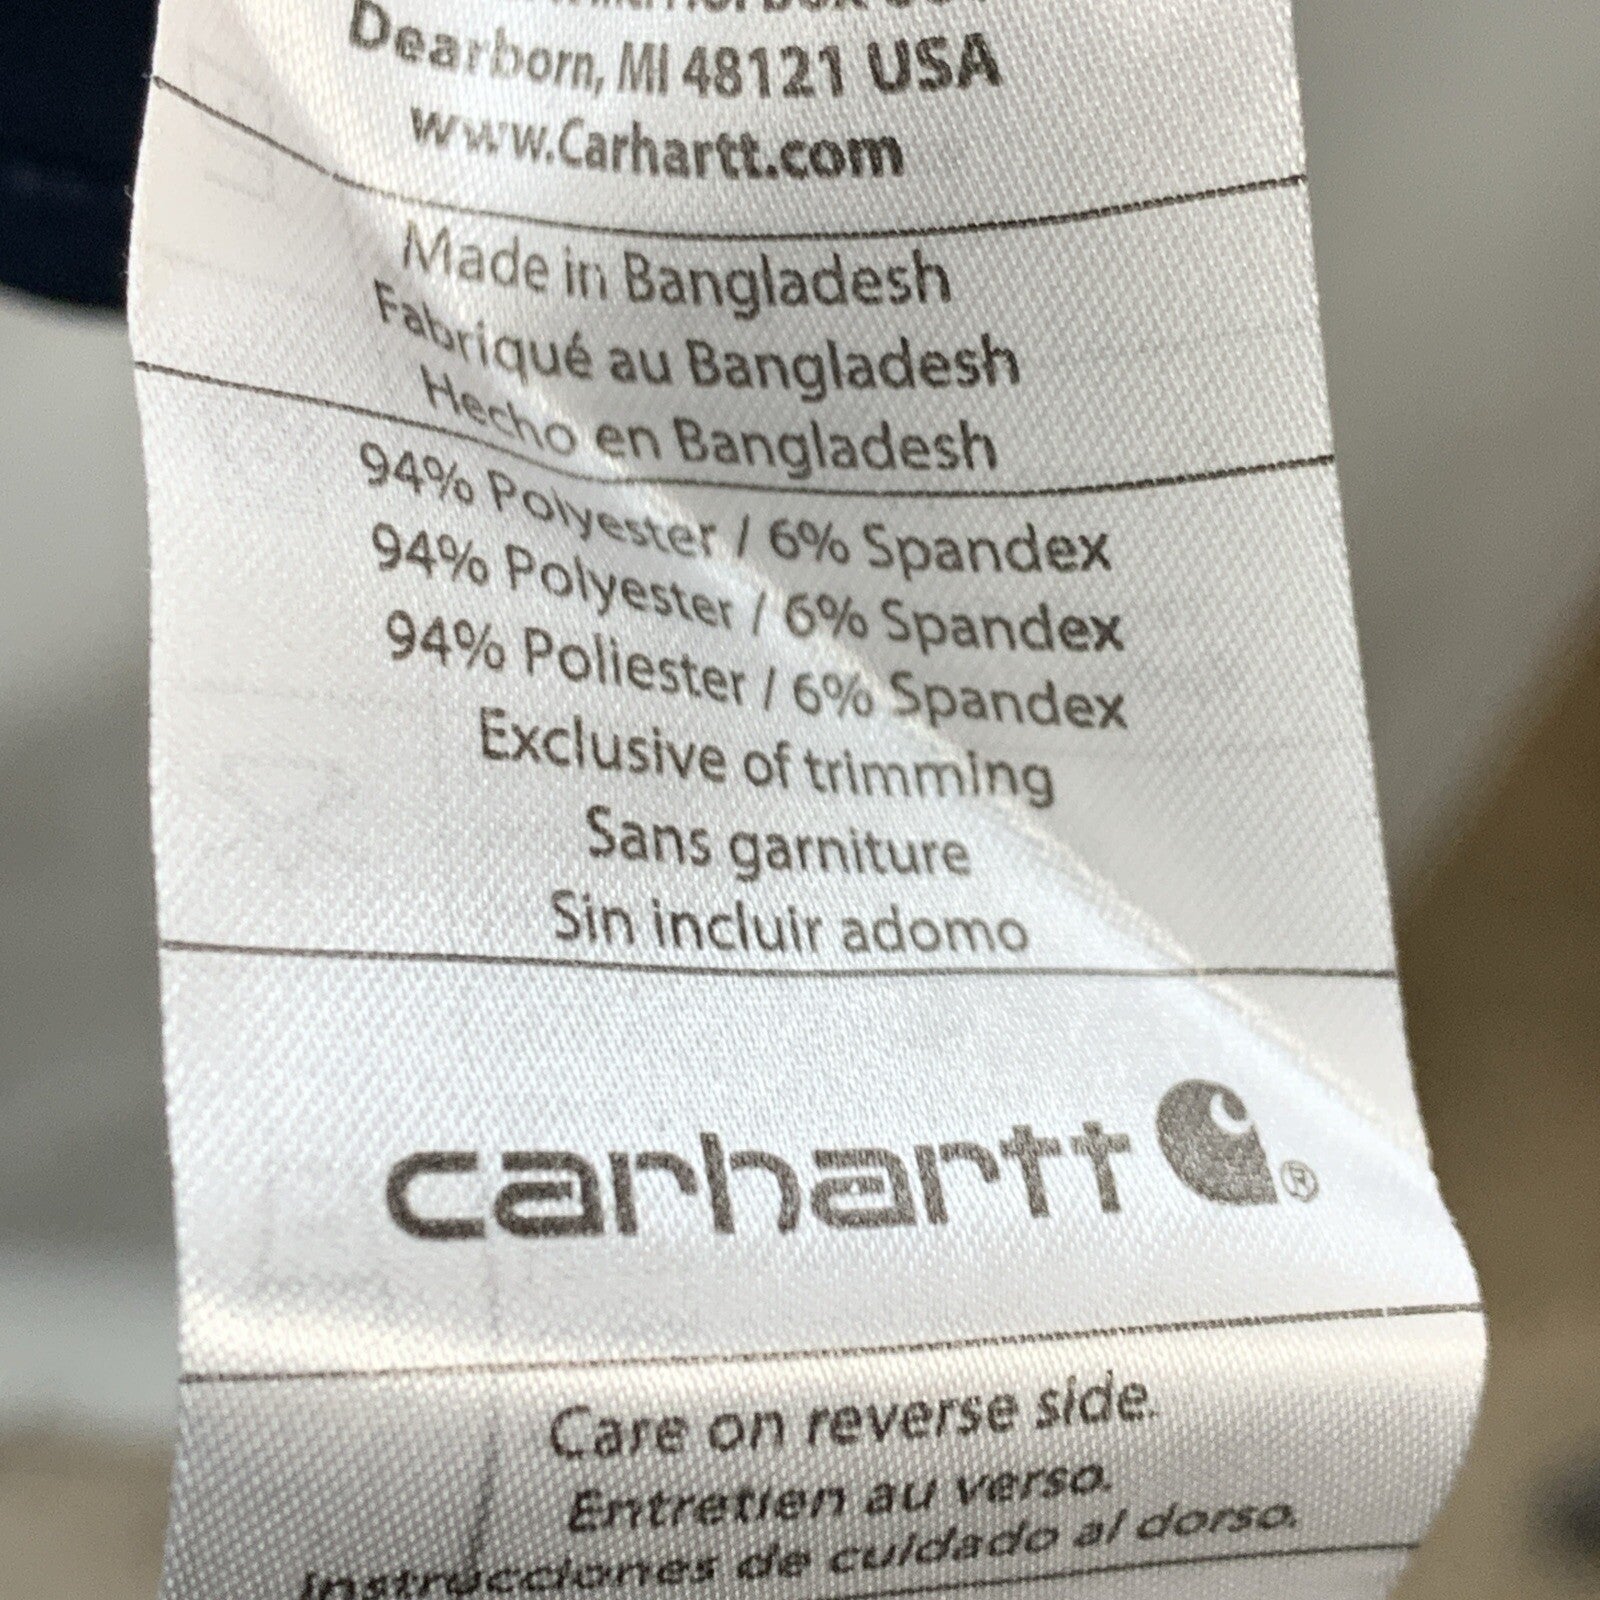 Dearborn, MI 48121 USA
www.Carhartt.com
Made in Bangladesh
Fabriqué au Bangladesh
Hecho en Bangladesh
94% Polyester / 6% Spandex
94% Polyester / 6% Spandex
94% Poliester / 6% Spandex
Exclusive of trimming
Sans garniture
Sin incluir adorno
carhartt ®
Care on reverse side.
Entretien au verso.
Instrucciones de cuidado al dorso.